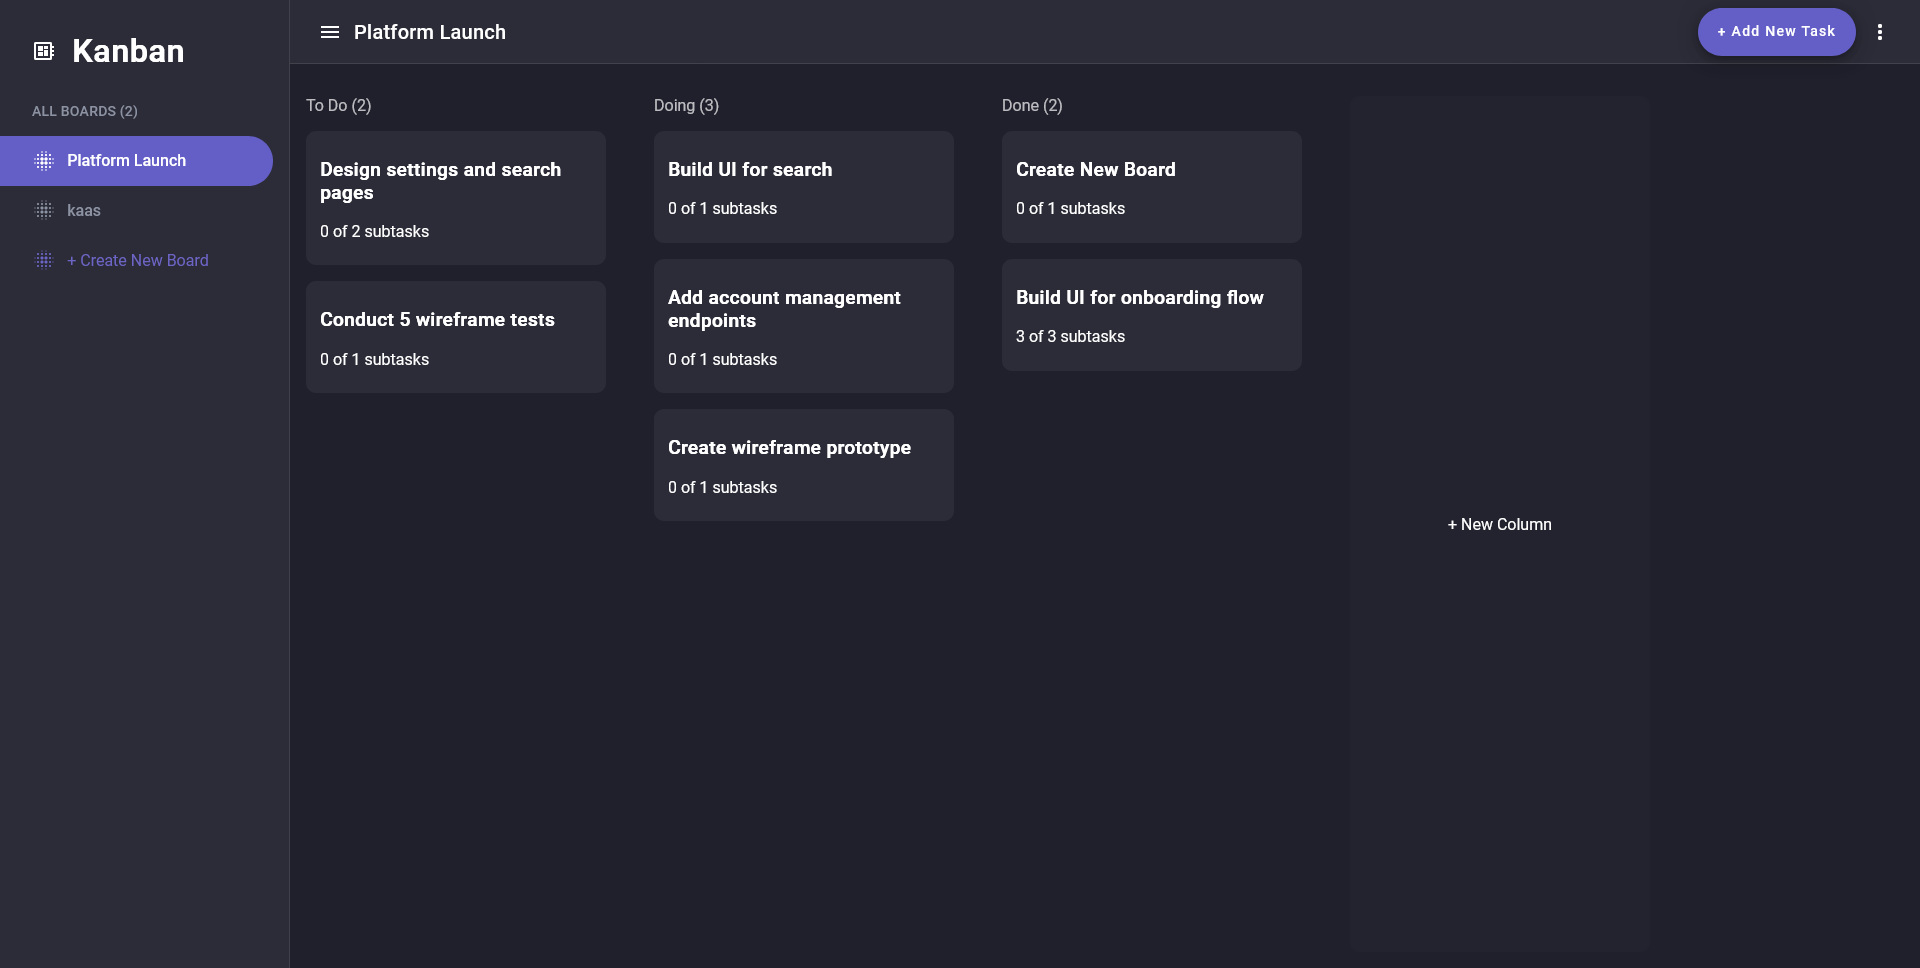 Kanban
ALL BOARDS (2)
Platform Launch
kaas
+ Create New Board
Platform Launch
+ Add New Task
To Do (2)
Design settings and search
pages
0 of 2 subtasks
Conduct 5 wireframe tests
0 of 1 subtasks
Doing (3)
Build UI for search
0 of 1 subtasks
Add account management
endpoints
0 of 1 subtasks
Create wireframe prototype
0 of 1 subtasks
Done (2)
Create New Board
0 of 1 subtasks
Build UI for onboarding flow
3 of 3 subtasks
+ New Column